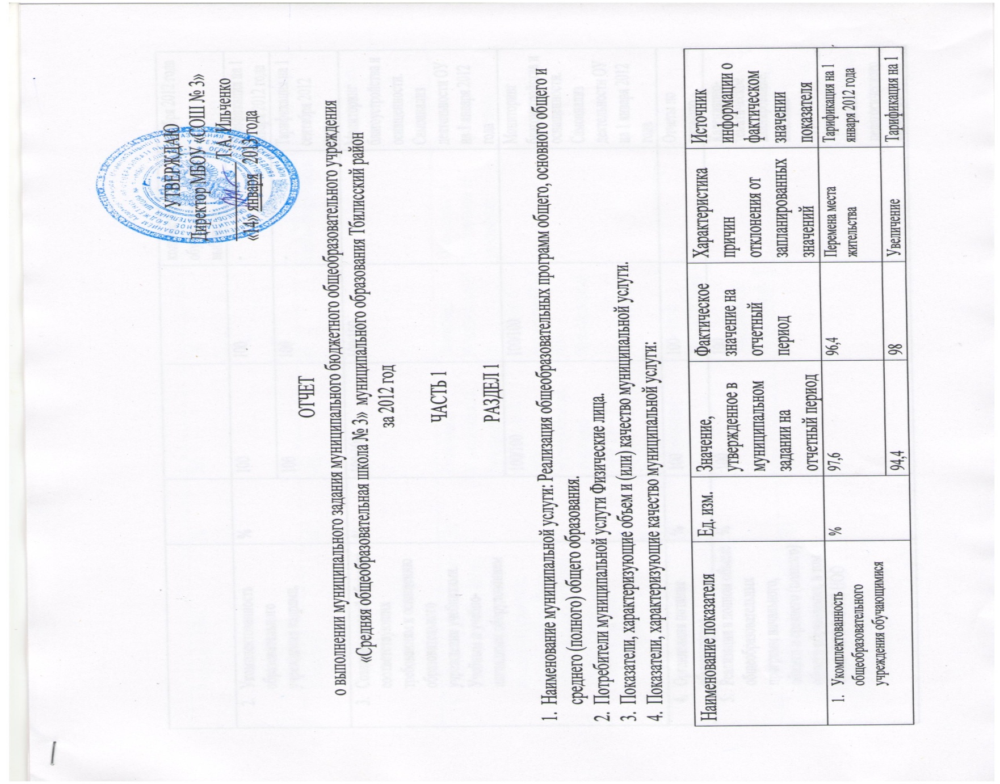 УТВЕРЖДАЮ
Директор МБОУ «СОШ № 3»
Т.А. Ильченко
«14» января 2013 года
ОТЧЕТ
о выполнении муниципального задания муниципального бюджетного общеобразовательного учреждения
«Средняя общеобразовательная школа № 3» муниципального образования Тбилисский район
за 2012 год
ЧАСТЬ 1
РАЗДЕЛ 1
1. Наименование муниципальной услуги: Реализация общеобразовательных программ общего, основного общего и
среднего (полного) общего образования.
2. Потребители муниципальной услуги Физические лица.
3. Показатели, характеризующие объем и (или) качество муниципальной услуги.
4. Показатели, характеризующие качество муниципальной услуги:
Наименование показателя
Ед. изм.
Значение,
утвержденное в
муниципальном
задании на
отчетный период
Фактическое
значение на
отчетный
период
Характеристика
причин
отклонения от
запланированных
значений
Источник
информации о
фактическом
значении
показателя
1. Укомплектованность
общеобразовательного
учреждения обучающимися
%
97,6
96,4
Перемена места
жительства
Тарификация на 1
января 2012 года
94,4
98
Увеличение
Тарификация на 1